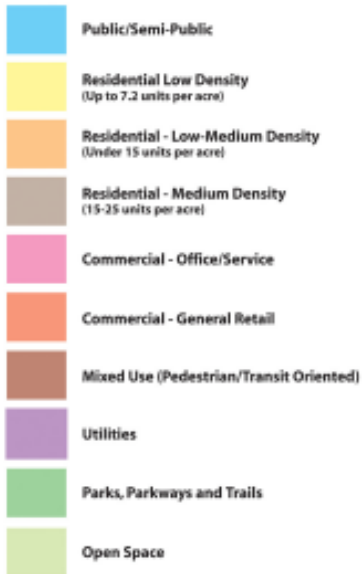 Public/Semi-Public
Residential Low Density
(Up to 7.2 units per acre)
Residential - Low-Medium Density
(Under 15 units per acre)
Residential - Medium Density
(15-25 units per acre)
Commercial - Office/Service
Commercial - General Retail
Mixed Use (Pedestrian/Transit Oriented)
Utilities
Parks, Parkways and Trails
Open Space